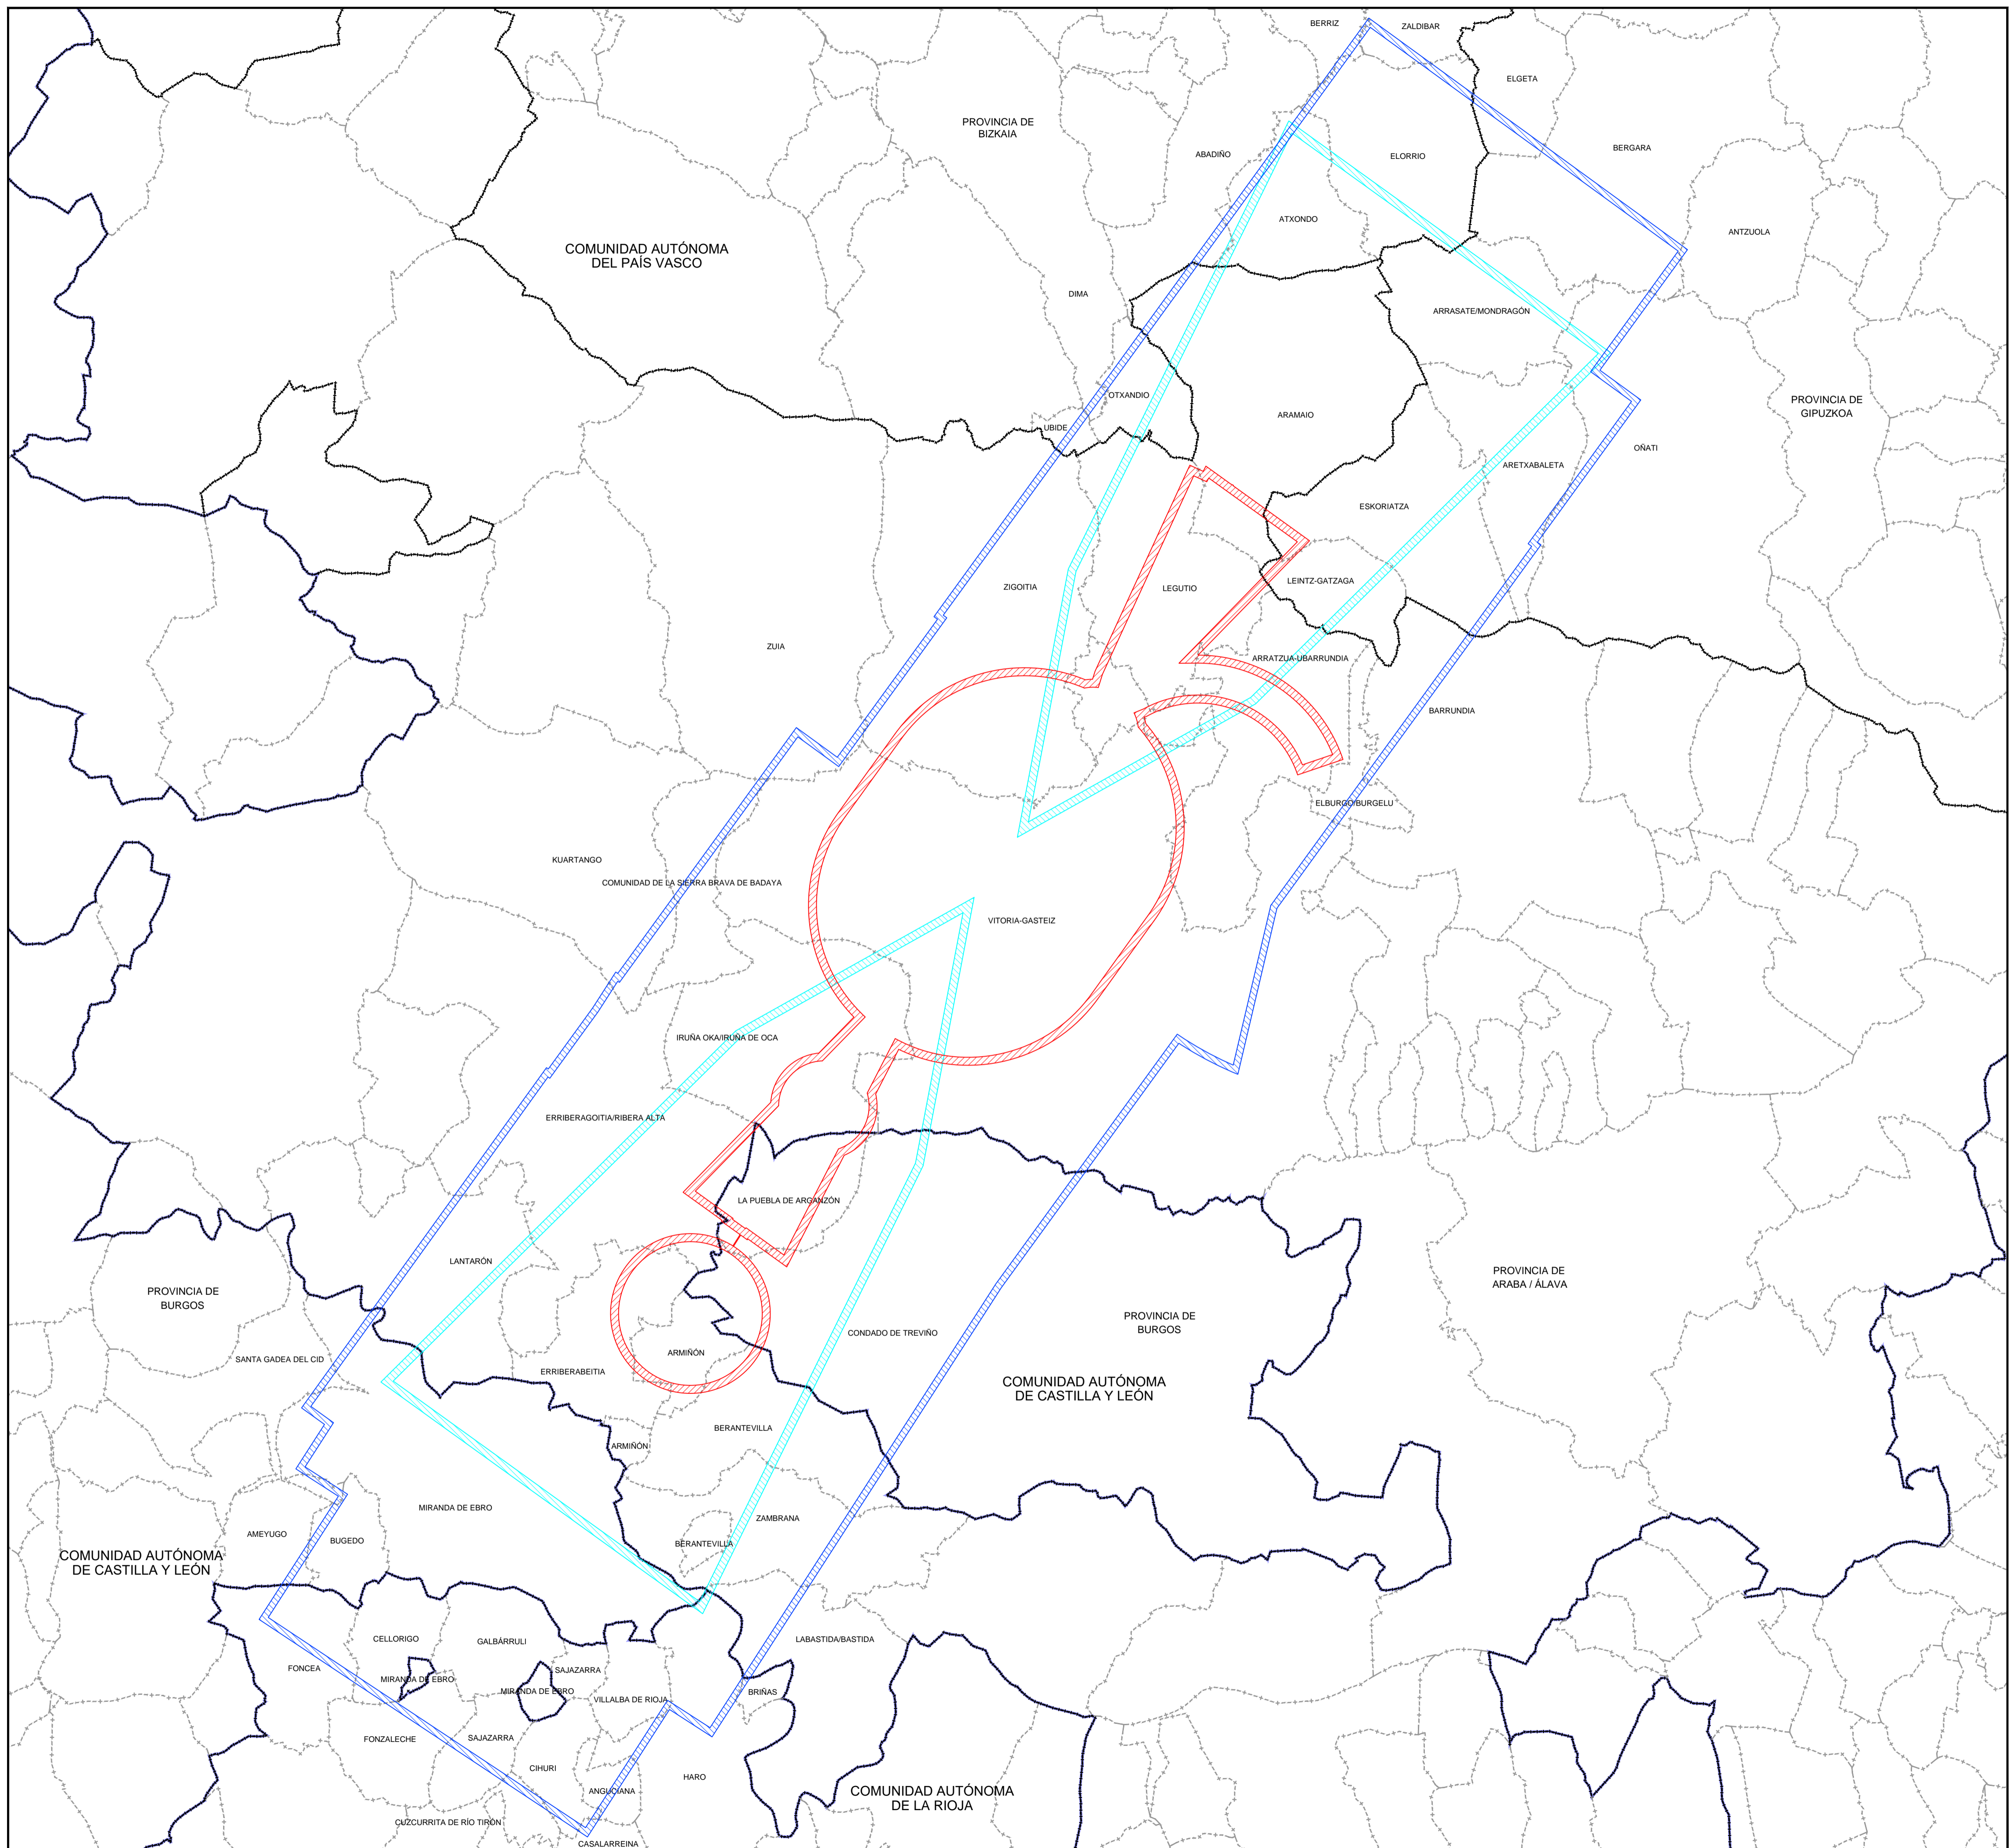 BERRIZ
ZALDIBAR
ELGETA
PROVINCIA DE
BIZKAIA
ABADIÑO
ELORRIO
BERGARA
ATXONDO
ANTZUOLA
COMUNIDAD AUTÓNOMA
DEL PAÍS VASCO
DIMA
ARRASATE/MONDRAGÓN
OTXANDIO
UBIDE
ARAMAIO
PROVINCIA DE
GIPUZKOA
OÑATI
ARETXABALETA
ESKORIATZA
ZIGOITIA
LEGUTIO
LEINTZ-GATZAGA
ZUIA
ARRATZUA-UBARRUNDIA
BARRUNDIA
ELBURGO/BURGELU
KUARTANGO
COMUNIDAD DE LA SIERRA BRAVA DE BADAYA
VITORIA-GASTEIZ
IRUÑA OKA/IRUÑA DE OCA
ERRIBERAGOITIA/RIBERA ALTA
LA PUEBLA DE ARGANZÓN
LANTARÓN
PROVINCIA DE
BURGOS
PROVINCIA DE
ARABA / ÁLAVA
CONDADO DE TREVIÑO
PROVINCIA DE
BURGOS
SANTA GADEA DEL CID
ERRIBERABEITIA
ARMIÑÓN
COMUNIDAD AUTÓNOMA
DE CASTILLA Y LEÓN
BERANTEVILLA
ARMIÑÓN
MIRANDA DE EBRO
ZAMBRANA
AMEYUGO
BUGEDO
BERANTEVILLA
COMUNIDAD AUTÓNOMA
DE CASTILLA Y LEÓN
CELLORIGO
GALBÁRRULI
LABASTIDA/BASTIDA
FONCEA
SAJAZARRA
MIRANDA DE EBRO
MIRANDA DE EBRO
VILLALBA DE RIOJA
BRIÑAS
FONZALECHE
SAJAZARRA
CIHURI
HARO
ANGUCIANA
COMUNIDAD AUTÓNOMA
DE LA RIOJA
CUZCURRITA DE RÍO TIRÓN
CASALARREINA